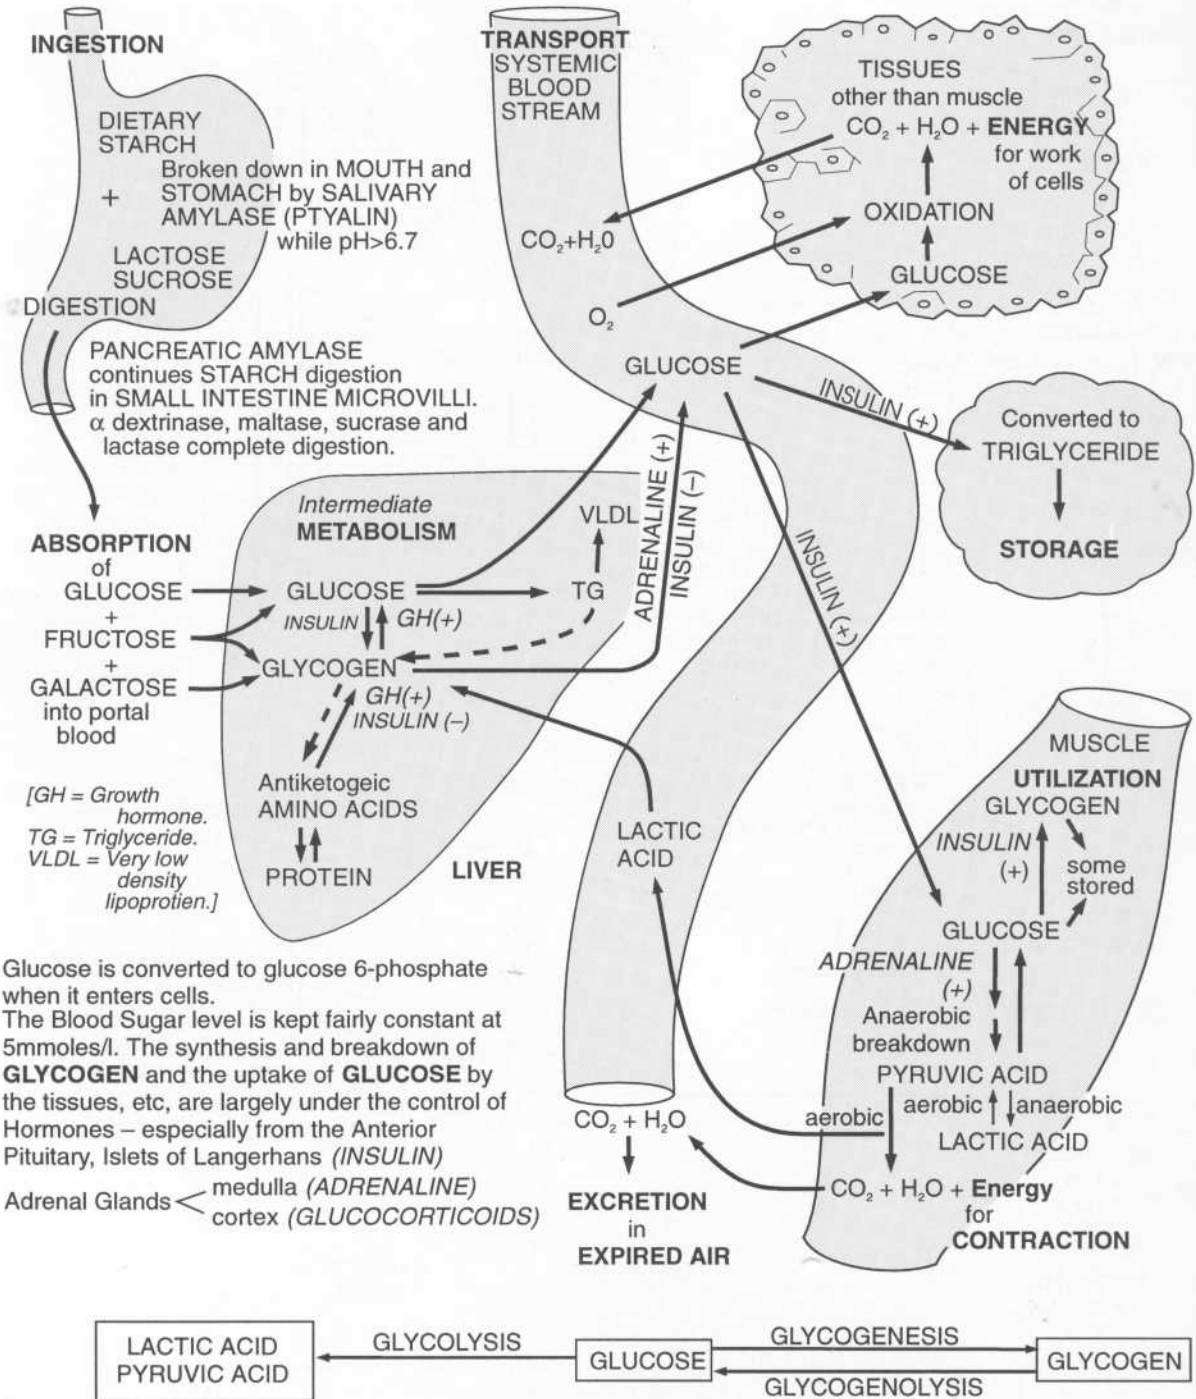 INGESTION
DIETARY
STARCH
+
Broken down in MOUTH and
STOMACH by SALIVARY
AMYLASE (PTYALIN)
while pH>6.7
LACTOSE
SUCROSE
DIGESTION
PANCREATIC AMYLASE
continues STARCH digestion
in SMALL INTESTINE MICROVILLI.
α dextrinase, maltase, sucrase and
lactase complete digestion.
TRANSPORT
SYSTEMIC
BLOOD
STREAM
CO₂+H₂0
O₂
GLUCOSE
TISSUES
other than muscle
CO₂ + H₂O + ENERGY
for work
of cells
OXIDATION
GLUCOSE
INSULIN (+)
Converted to
TRIGLYCERIDE
STORAGE
ABSORPTION
of
GLUCOSE
+
FRUCTOSE
+
GALACTOSE
into portal
blood
Intermediate
METABOLISM
VLDL
GLUCOSE
TG
INSULIN
GH(+)
GLYCOGEN
GH(+)
INSULIN (–)
Antiketogeic
AMINO ACIDS
PROTEIN
LIVER
ADRENALINE (+)
INSULIN (–)
INSULIN (+)
[GH = Growth
hormone.
TG = Triglyceride.
VLDL = Very low
density
lipoprotien.]
LACTIC
ACID
MUSCLE
UTILIZATION
GLYCOGEN
INSULIN
(+)
some
stored
GLUCOSE
ADRENALINE
(+)
Anaerobic
breakdown
PYRUVIC ACID
aerobic
aerobic
anaerobic
LACTIC ACID
CO₂ + H₂O + Energy
for
CONTRACTION
CO₂ + H₂O
EXCRETION
in
EXPIRED AIR
Glucose is converted to glucose 6-phosphate
when it enters cells.
The Blood Sugar level is kept fairly constant at
5mmoles/l. The synthesis and breakdown of
GLYCOGEN and the uptake of GLUCOSE by
the tissues, etc, are largely under the control of
Hormones – especially from the Anterior
Pituitary, Islets of Langerhans (INSULIN)
Adrenal Glands
medulla (ADRENALINE)
cortex (GLUCOCORTICOIDS)
LACTIC ACID
PYRUVIC ACID
GLYCOLYSIS
GLUCOSE
GLYCOGENESIS
GLYCOGENOLYSIS
GLYCOGEN